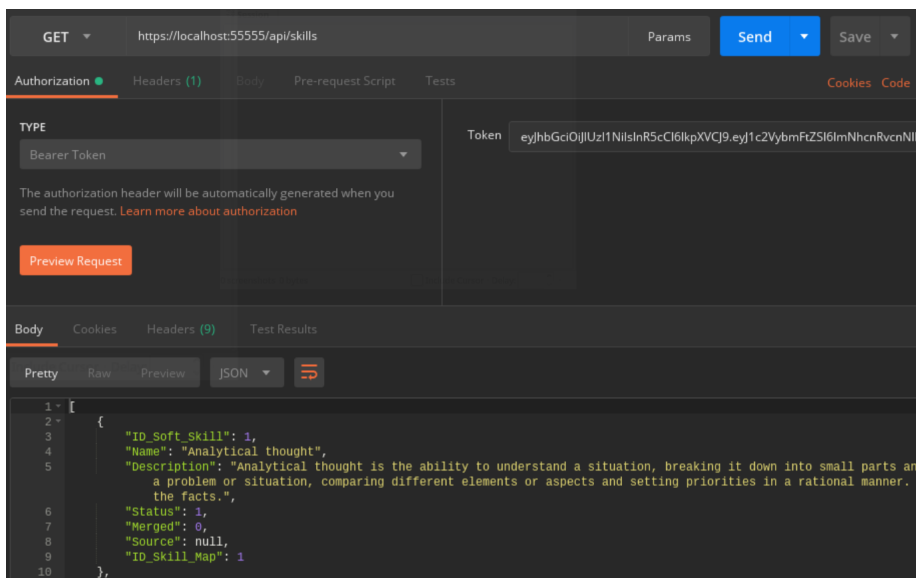 GET https://localhost:55555/api/skills Params Send Save
Authorization Headers (1) Body Pre-request Script Tests Cookies Code
TYPE
Bearer Token
The authorization header will be automatically generated when you
send the request. Learn more about authorization
Preview Request
Token
Body Cookies Headers (9) Test Results
Pretty Raw Preview JSON
1 [
2 {
3 "ID_Soft_Skill": 1,
4 "Name": "Analytical thought",
5 "Description": "Analytical thought is the ability to understand a situation, breaking it down into small parts
a problem or situation, comparing different elements or aspects and setting priorities in a rational manner.
the facts.",
6 "Status": 1,
7 "Merged": 0,
8 "Source": null,
9 "ID_Skill_Map": 1
10 },